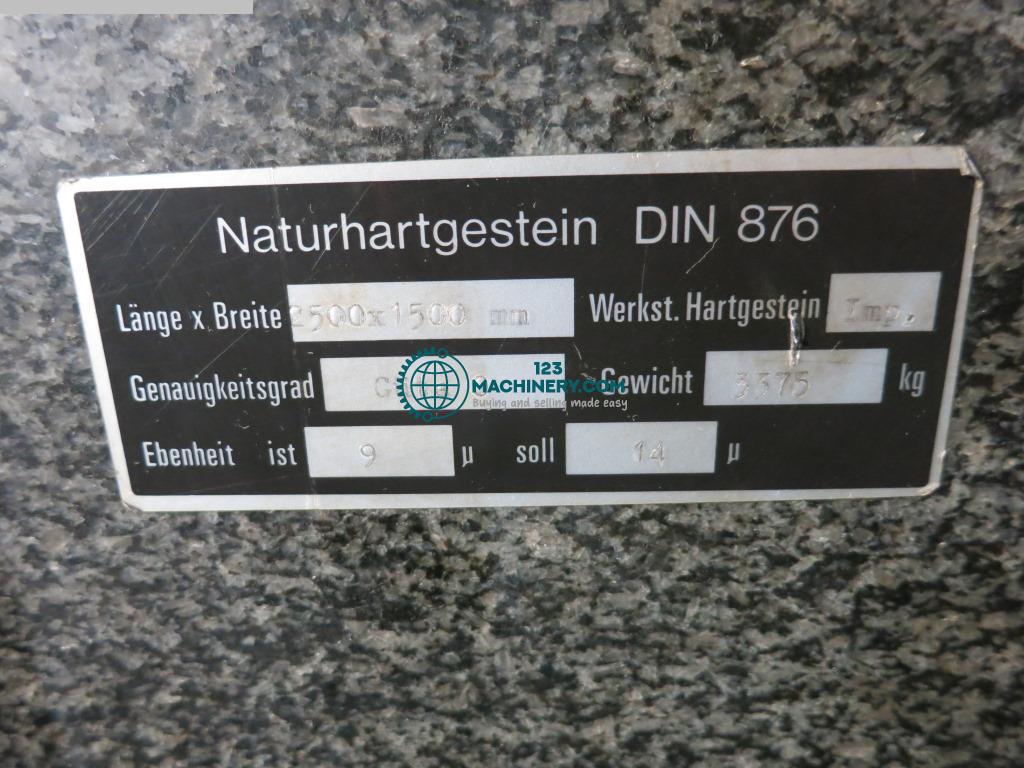 Naturhartgestein DIN 876
Länge x Breite 2500x1500 mm Werkst. Hartgestein Imp.
Genauigkeitsgrad Gewicht 3375 kg
123
MACHINERY.COM
Buying and selling made easy
Ebenheit ist 9 µ soll 14 µ